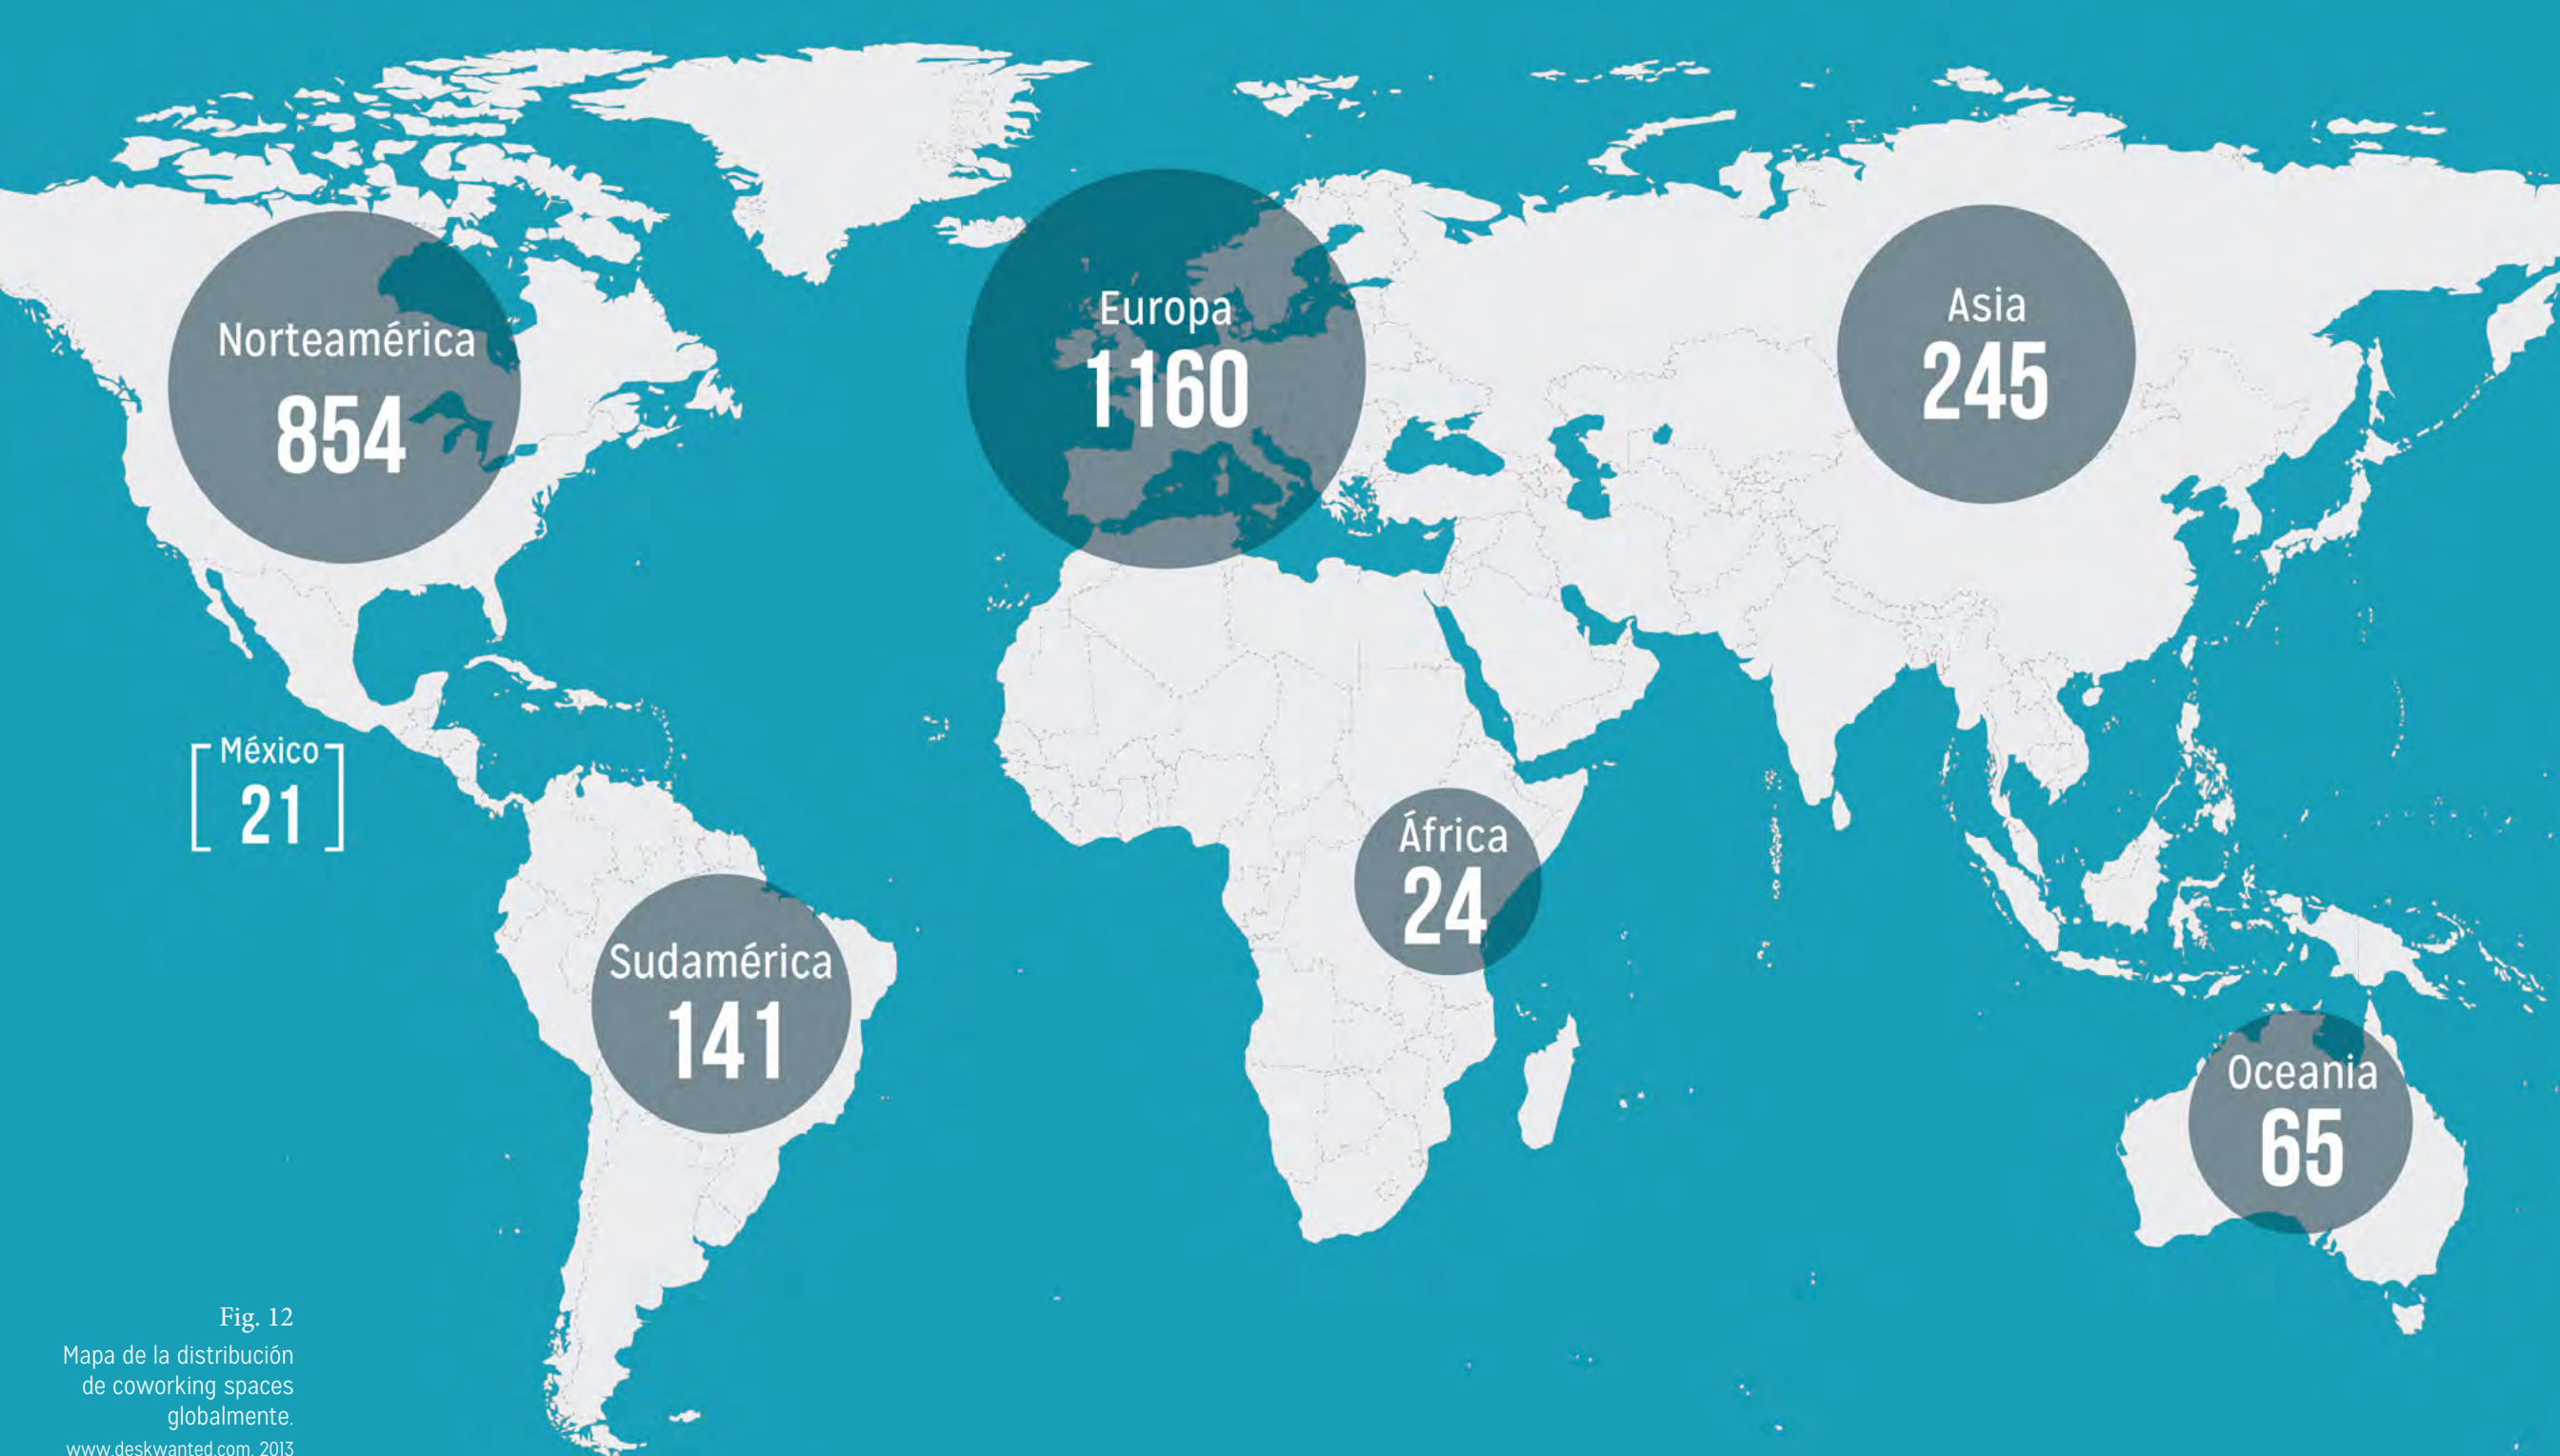 Norteamérica
854
Europa
1160
Asia
245
México
21
África
24
Sudamérica
141
Oceania
65
Fig. 12
Mapa de la distribución
de coworking spaces
globalmente.
www.deskwanted.com. 2013